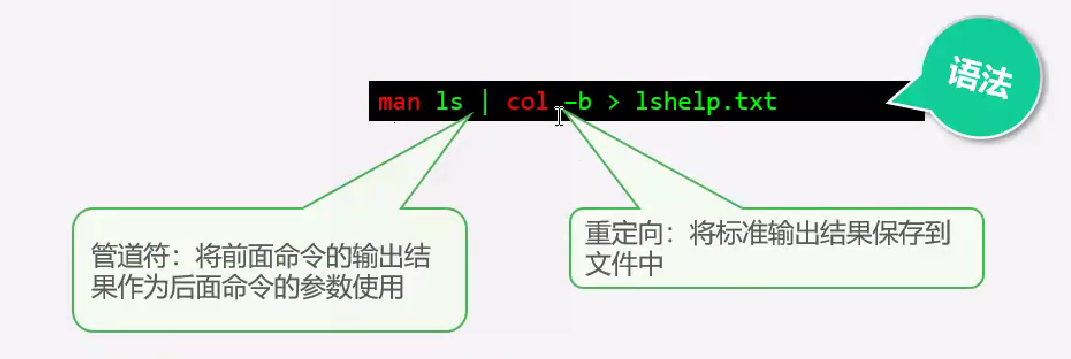 语法
man ls | col -b > lshelp.txt
管道符：将前面命令的输出结
果作为后面命令的参数使用
重定向：将标准输出结果保存到
文件中